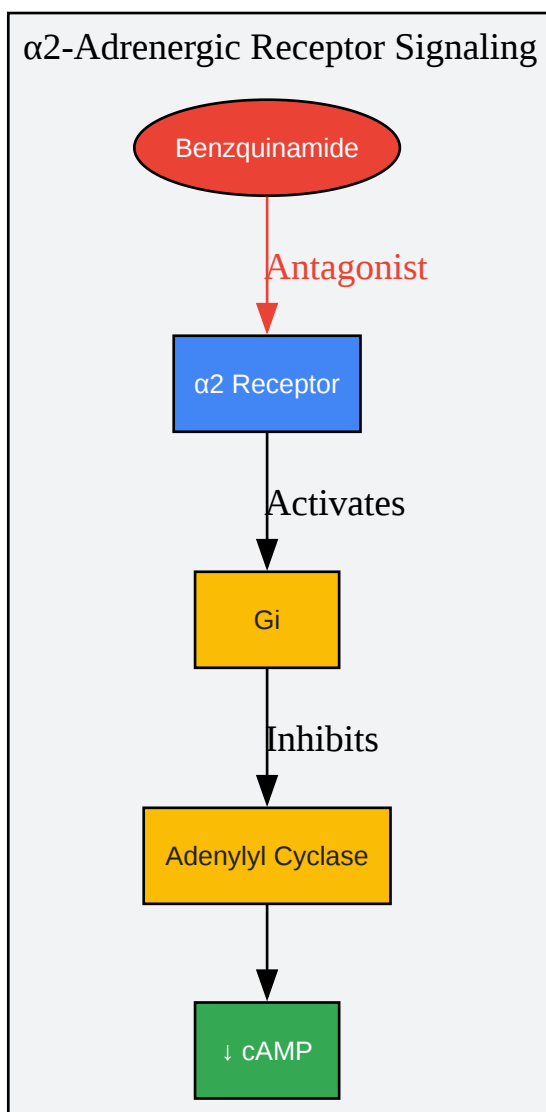 α2-Adrenergic Receptor Signaling
Benzquinamide
Antagonist
α2 Receptor
Activates
Gi
Inhibits
Adenylyl Cyclase
↓ cAMP